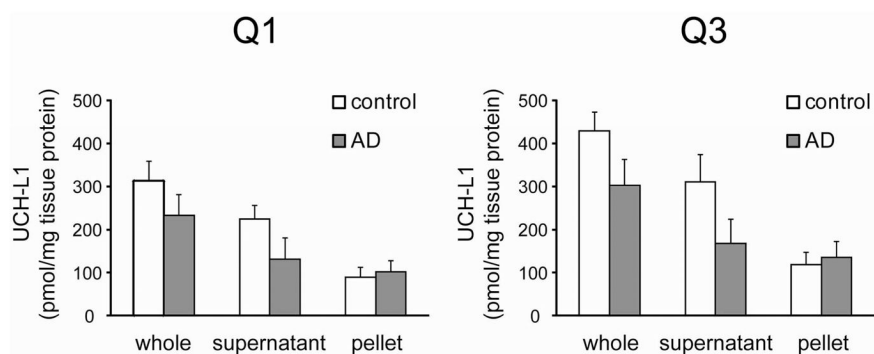 Q1
UCH-L1
(pmol/mg tissue protein)
500
400
300
200
100
0
control
AD
whole
supernatant
pellet
Q3
UCH-L1
(pmol/mg tissue protein)
500
400
300
200
100
0
control
AD
whole
supernatant
pellet